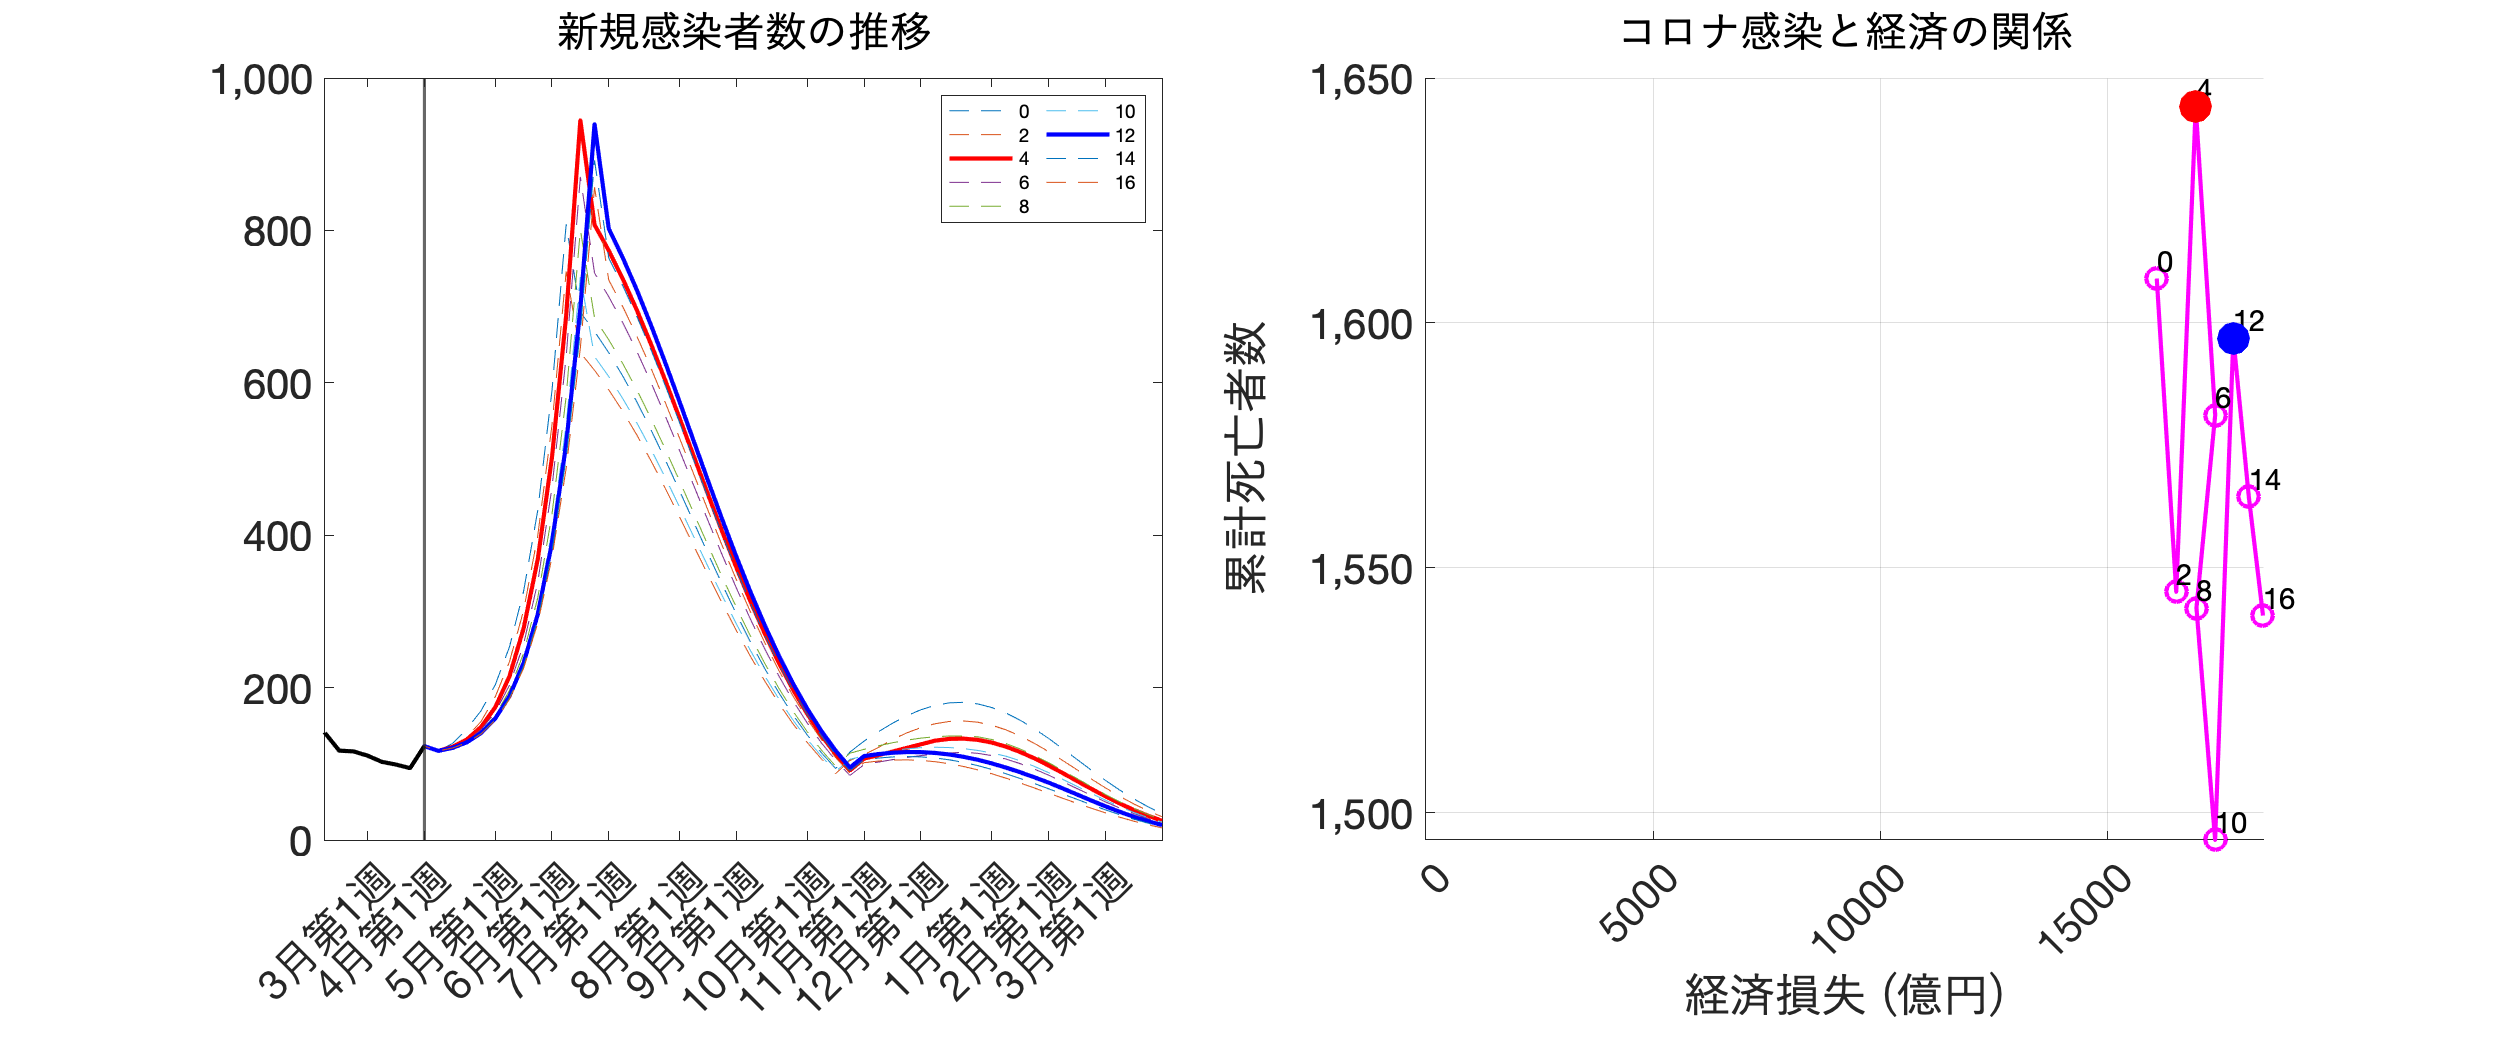 新規感染者数の推移
1,000
800
600
400
200
0
0
2
4
6
8
10
12
14
16
3月第1週
4月第1週
5月第1週
6月第1週
7月第1週
8月第1週
9月第1週
10月第1週
11月第1週
12月第1週
1月第1週
2月第1週
3月第1週
コロナ感染と経済の関係
累計死亡者数
1,650
1,600
1,550
1,500
4
0
12
6
14
2
8
16
10
0
5000
10000
15000
経済損失 (億円)